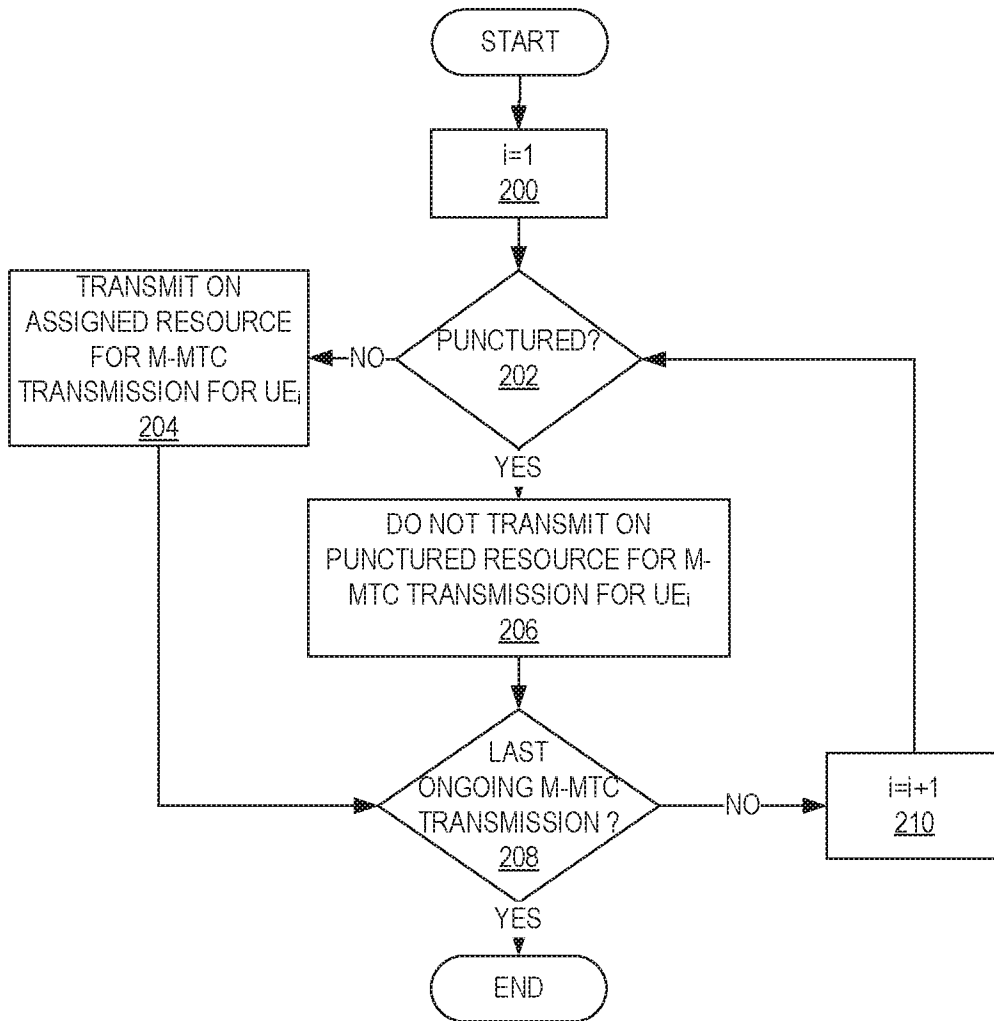 START
i=1
200
PUNCTURED?
202
NO
TRANSMIT ON
ASSIGNED RESOURCE
FOR M-MTC
TRANSMISSION FOR UEi
204
YES
DO NOT TRANSMIT ON
PUNCTURED RESOURCE FOR M-
MTC TRANSMISSION FOR UEi
206
LAST
ONGOING M-MTC
TRANSMISSION ?
208
NO
i=i+1
210
YES
END